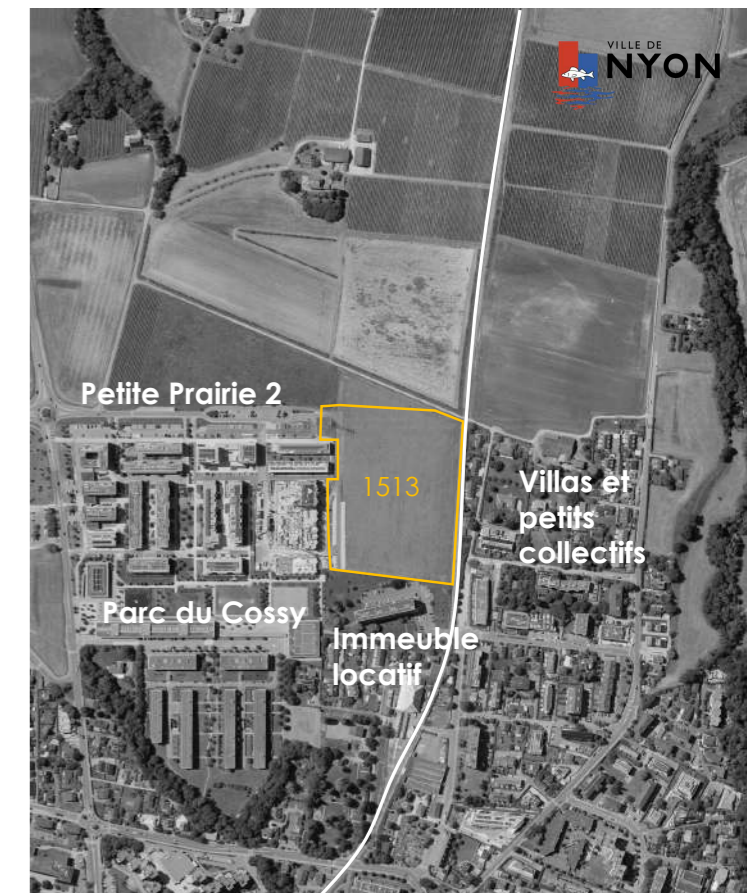 VILLE DE
NYON
Petite Prairie 2
1513
Villas et
petits
collectifs
Parc du Cossy
Immeuble
locatif